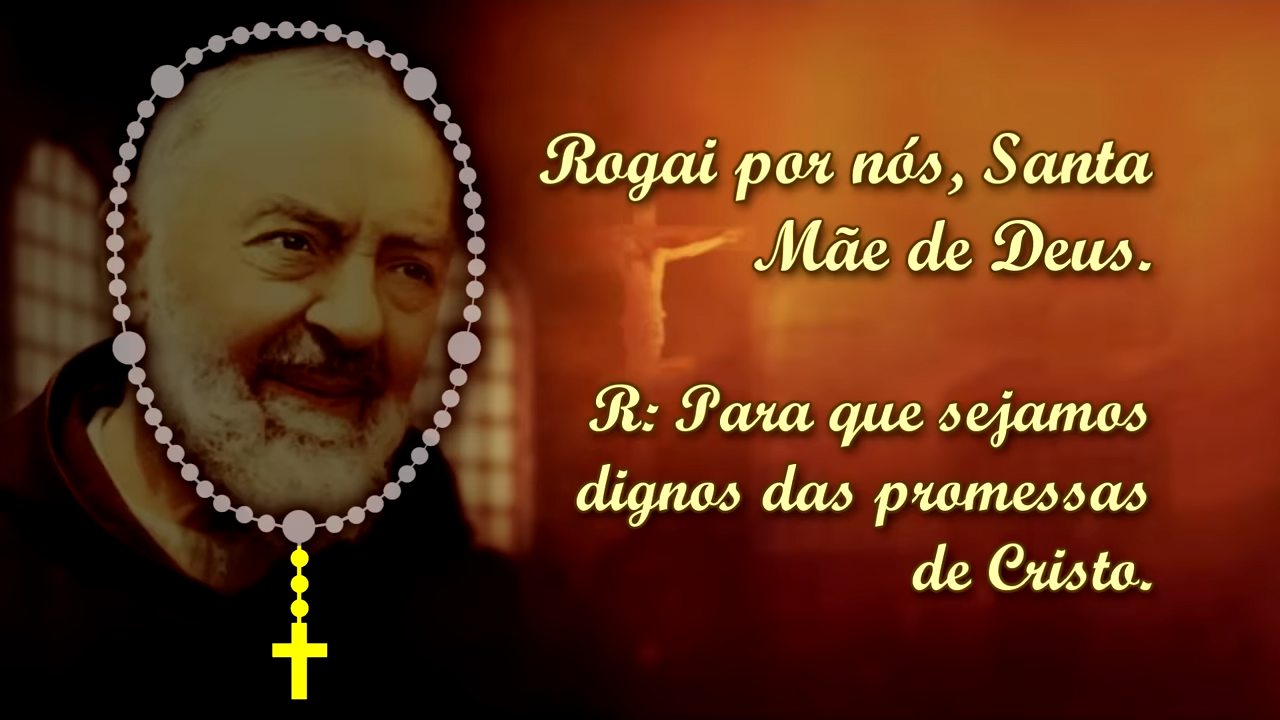 Rogai por nós, Santa
Mãe de Deus.
R: Para que sejamos
dignos das promessas
de Cristo.